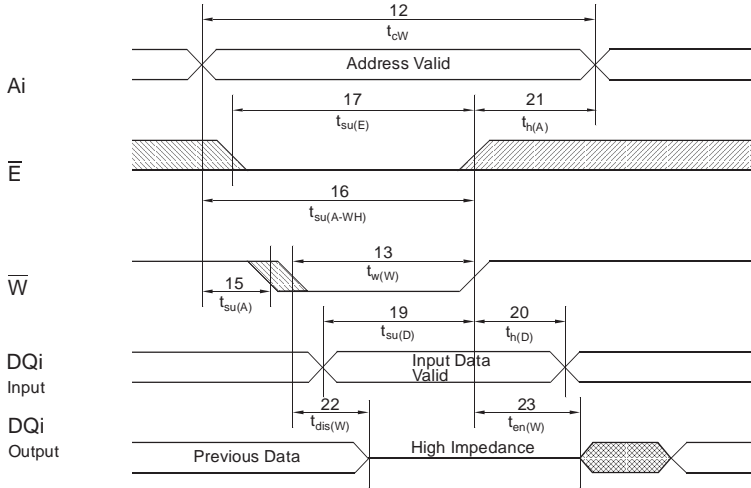 12
tcW
Ai
Address Valid
17
21
tsu(E)
th(A)
E
16
tsu(A-WH)
13
tw(W)
W
15
tsu(A)
19
20
tsu(D)
th(D)
DQi
Input
Input Data
Valid
22
23
tdis(W)
ten(W)
DQi
Output
Previous Data
High Impedance